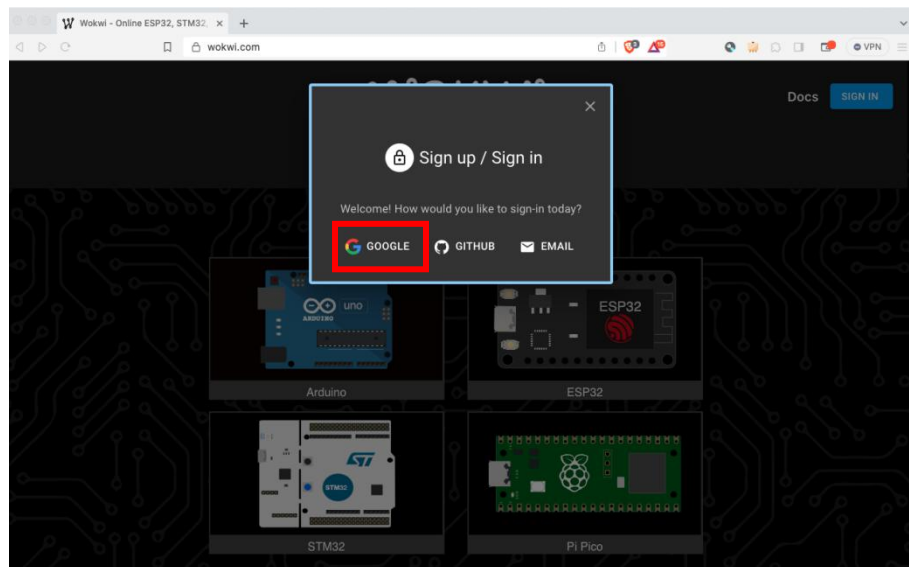 Wokwi - Online ESP32, STM32,
wokwi.com
VPN
Docs
SIGN IN
Sign up / Sign in
Welcome! How would you like to sign-in today?
GOOGLE
GITHUB
EMAIL
uno
ARDUINO
ESP32
Arduino
ESP32
STM32
STM32
Pi Pico